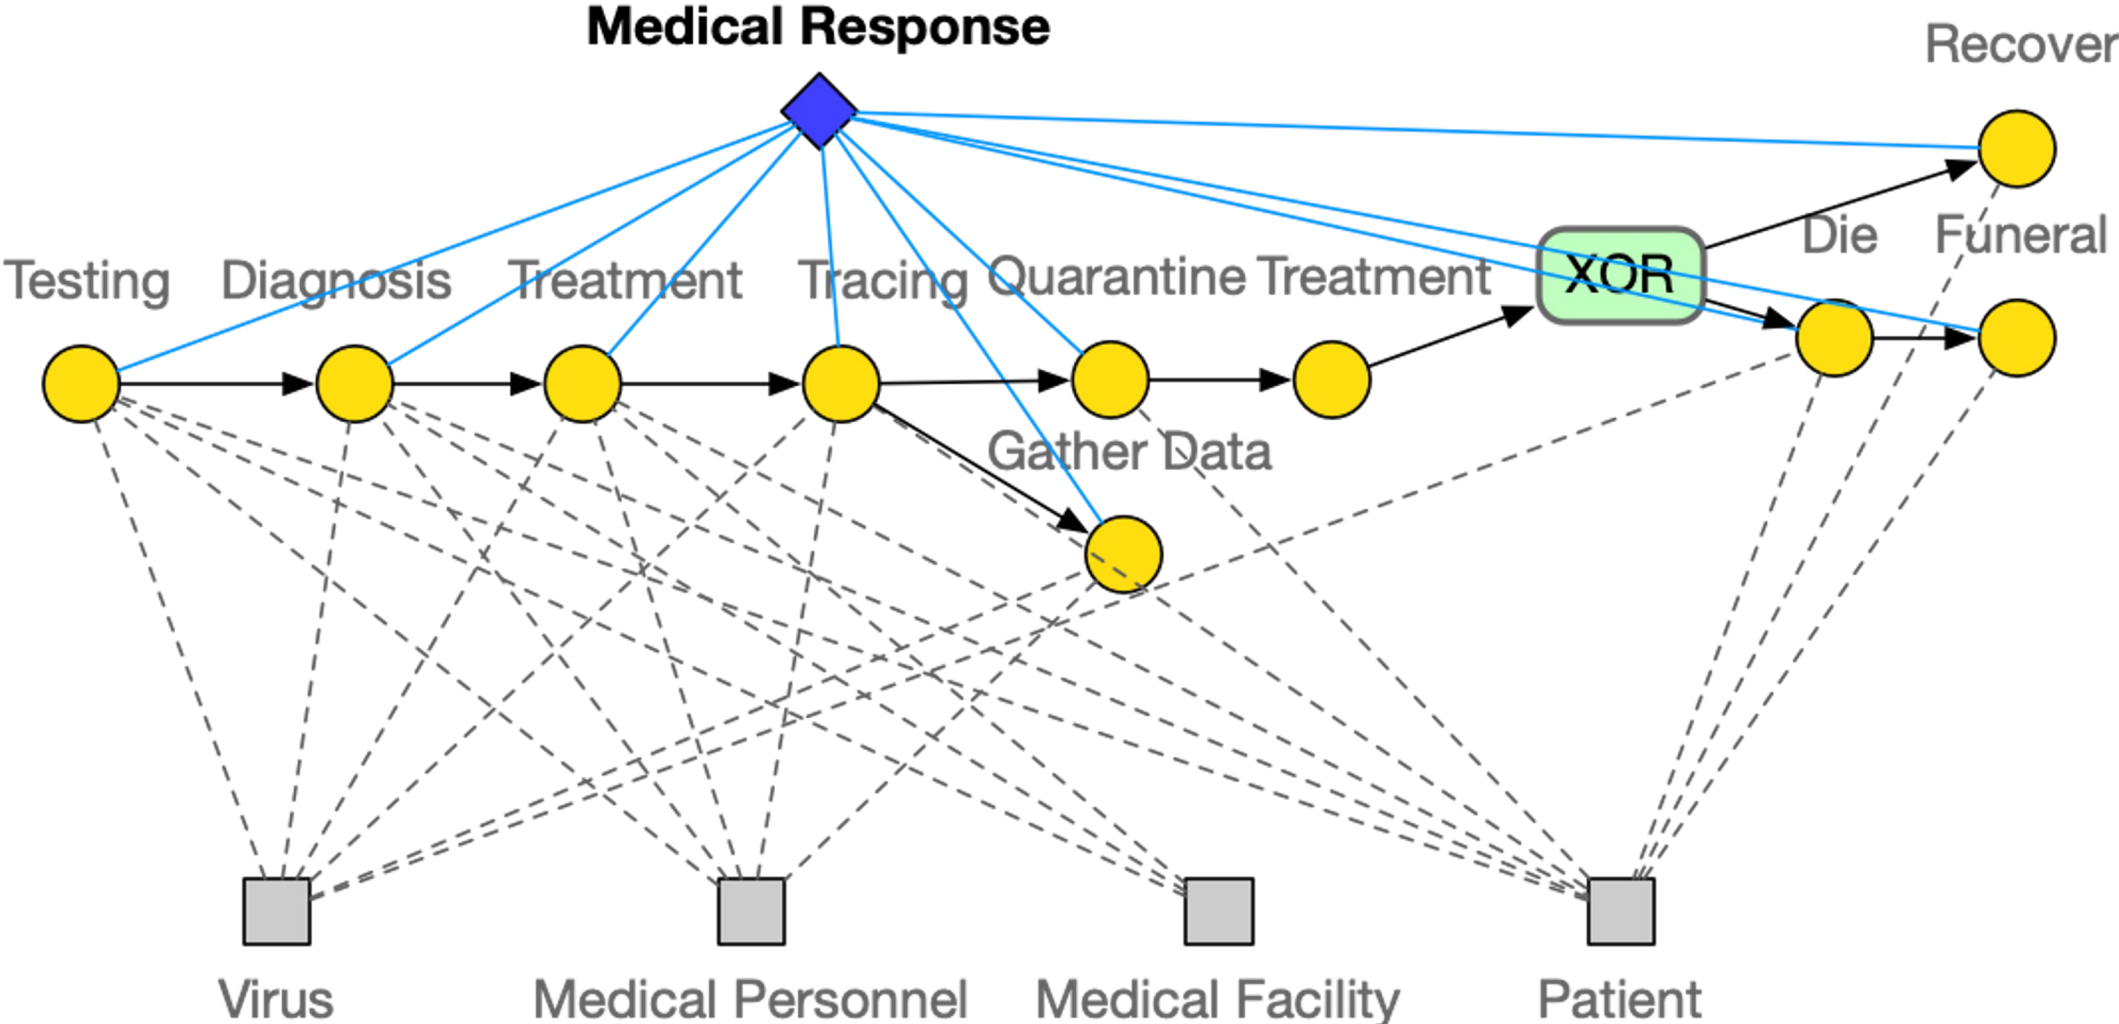 Medical Response
Recover
Testing
Diagnosis
Treatment
Tracing
Quarantine
Treatment
XOR
Die
Funeral
Gather Data
Virus
Medical Personnel
Medical Facility
Patient